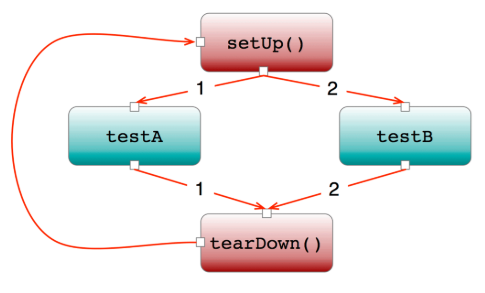 setUp()
1
2
testA
testB
1
2
tearDown()